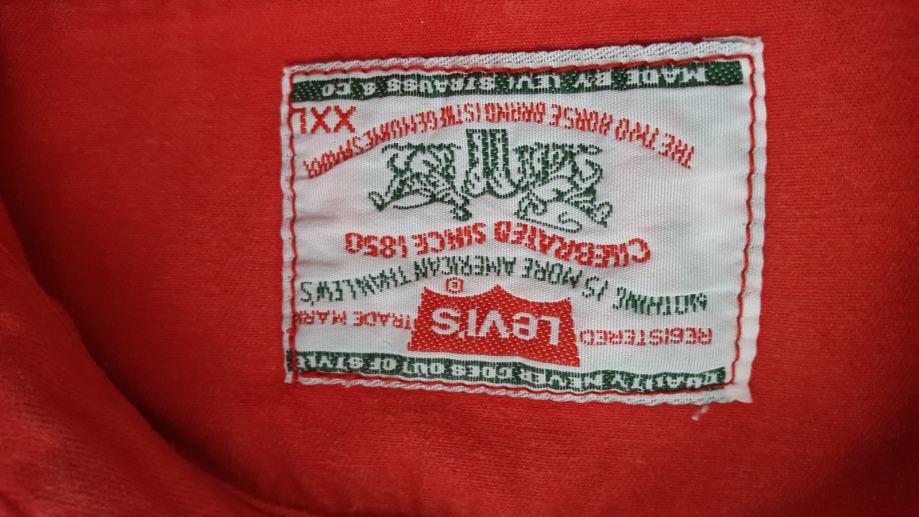 QUALITY NEVER GOES OUT OF STYLE
REGISTERED LEVI'S TRADE MARK
®
NOTHING IS MORE AMERICAN THAN LEVI'S
CELEBRATED SINCE 1850
THE TWO HORSE BRAND IS THE GENUINE
XXL
MADE BY LEVI STRAUSS & CO